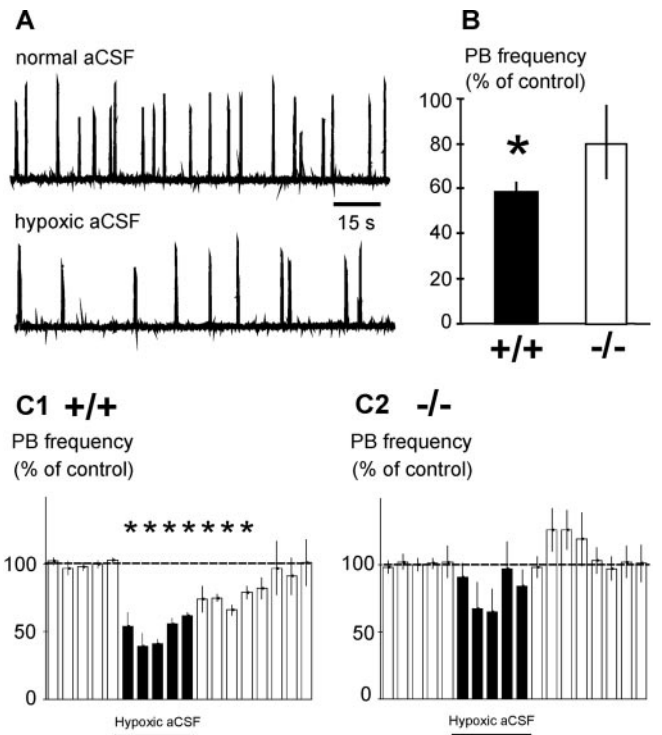 A
normal aCSF
15 s
hypoxic aCSF
B
PB frequency
(% of control)
100
80
60
40
20
0
*
+/+
-/-
C1 +/+
PB frequency
(% of control)
*******
100
50
0
Hypoxic aCSF
C2 -/-
PB frequency
(% of control)
100
50
0
Hypoxic aCSF